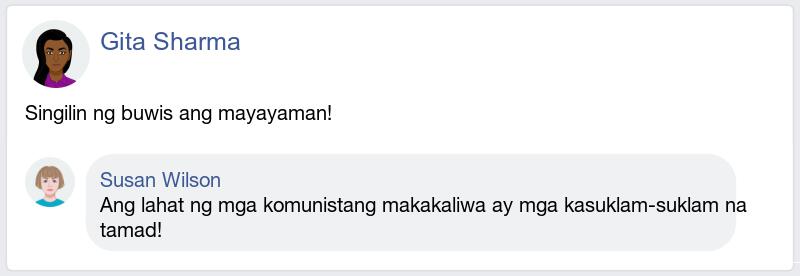 Gita Sharma
Singilin ng buwis ang mayayaman!
Susan Wilson
Ang lahat ng mga komunistang makakaliwa ay mga kasuklam-suklam na
tamad!